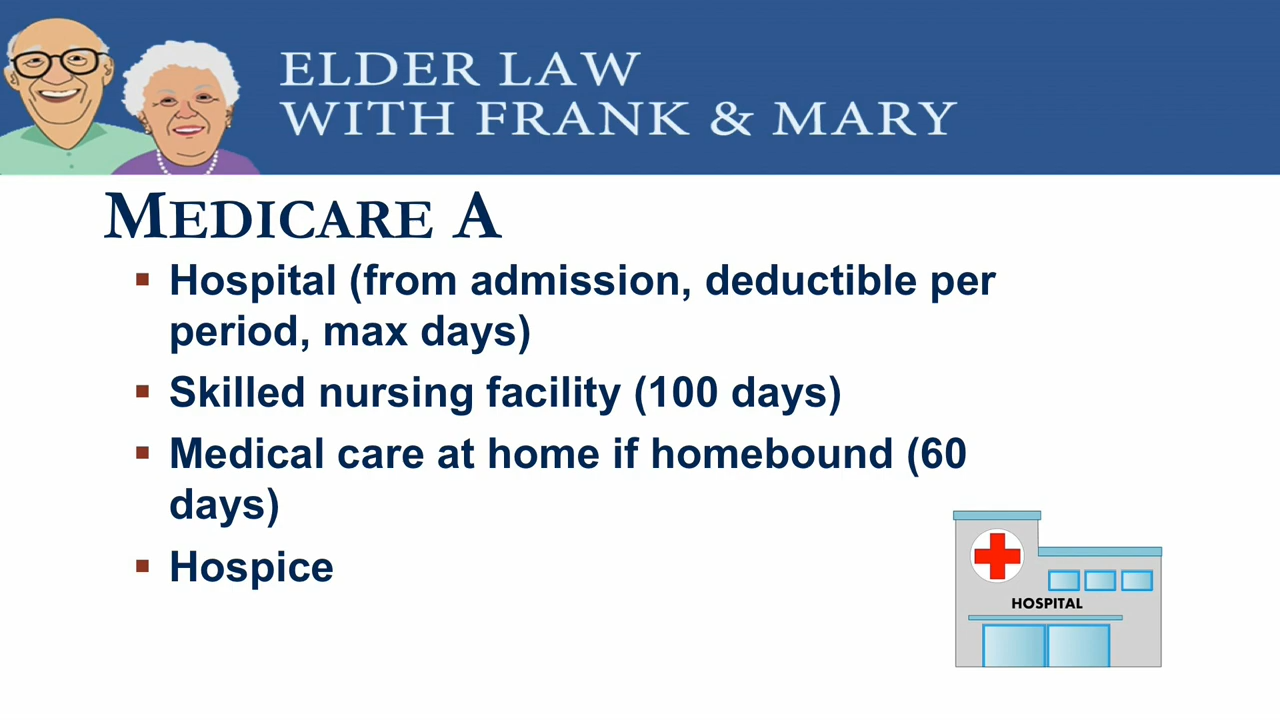 ELDER LAW
WITH FRANK & MARY
MEDICARE A
▪ Hospital (from admission, deductible per
period, max days)
▪ Skilled nursing facility (100 days)
▪ Medical care at home if homebound (60
days)
▪ Hospice
HOSPITAL